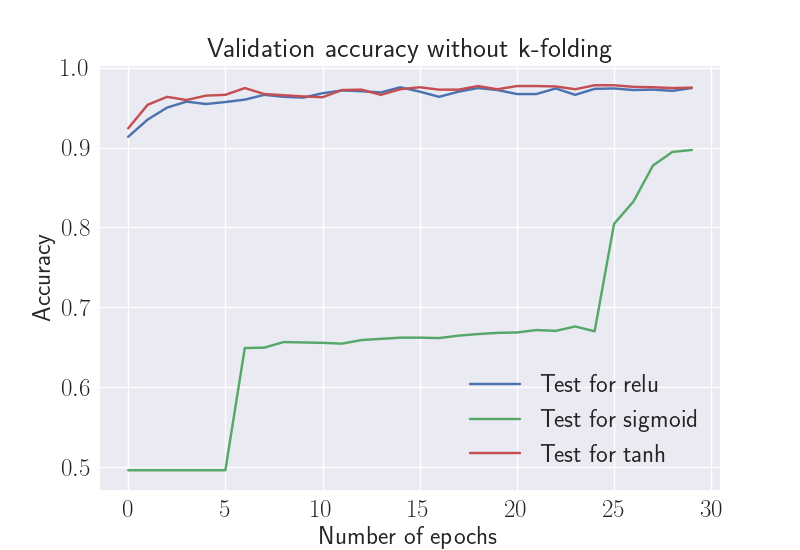 Validation accuracy without k-folding
1.0
0.9
0.8
0.7
0.6
0.5
Accuracy
Test for relu
Test for sigmoid
Test for tanh
0 5 10 15 20 25 30
Number of epochs